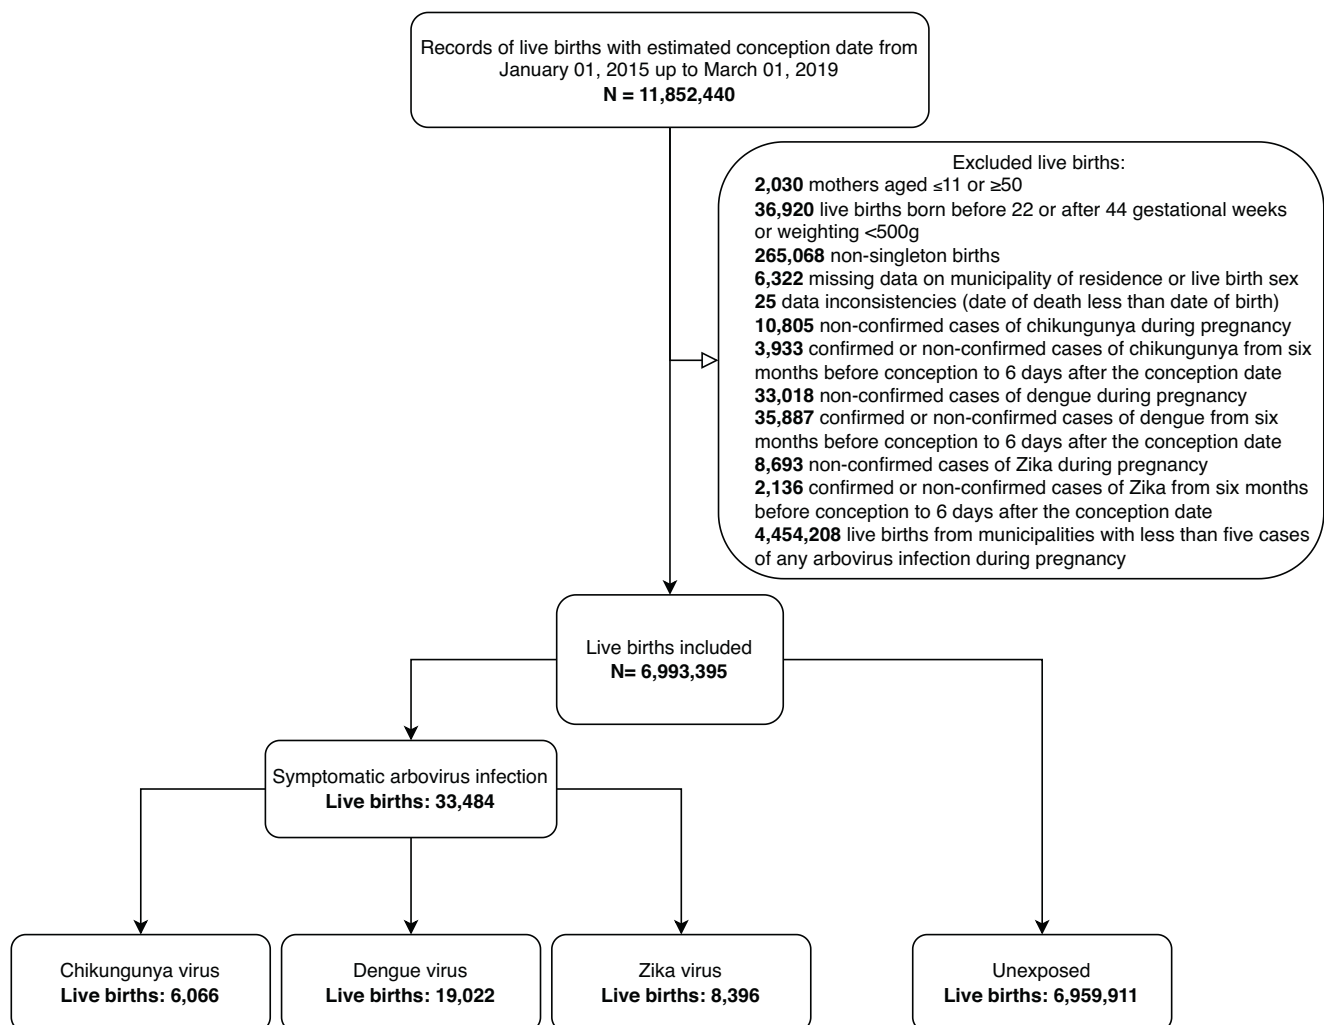 Records of live births with estimated conception date from
January 01, 2015 up to March 01, 2019
N = 11,852,440
Excluded live births:
2,030 mothers aged ≤11 or ≥50
36,920 live births born before 22 or after 44 gestational weeks
or weighting <500g
265,068 non-singleton births
6,322 missing data on municipality of residence or live birth sex
25 data inconsistencies (date of death less than date of birth)
10,805 non-confirmed cases of chikungunya during pregnancy
3,933 confirmed or non-confirmed cases of chikungunya from six
months before conception to 6 days after the conception date
33,018 non-confirmed cases of dengue during pregnancy
35,887 confirmed or non-confirmed cases of dengue from six
months before conception to 6 days after the conception date
8,693 non-confirmed cases of Zika during pregnancy
2,136 confirmed or non-confirmed cases of Zika from six months
before conception to 6 days after the conception date
4,454,208 live births from municipalities with less than five cases
of any arbovirus infection during pregnancy
Live births included
N= 6,993,395
Symptomatic arbovirus infection
Live births: 33,484
Chikungunya virus
Live births: 6,066
Dengue virus
Live births: 19,022
Zika virus
Live births: 8,396
Unexposed
Live births: 6,959,911